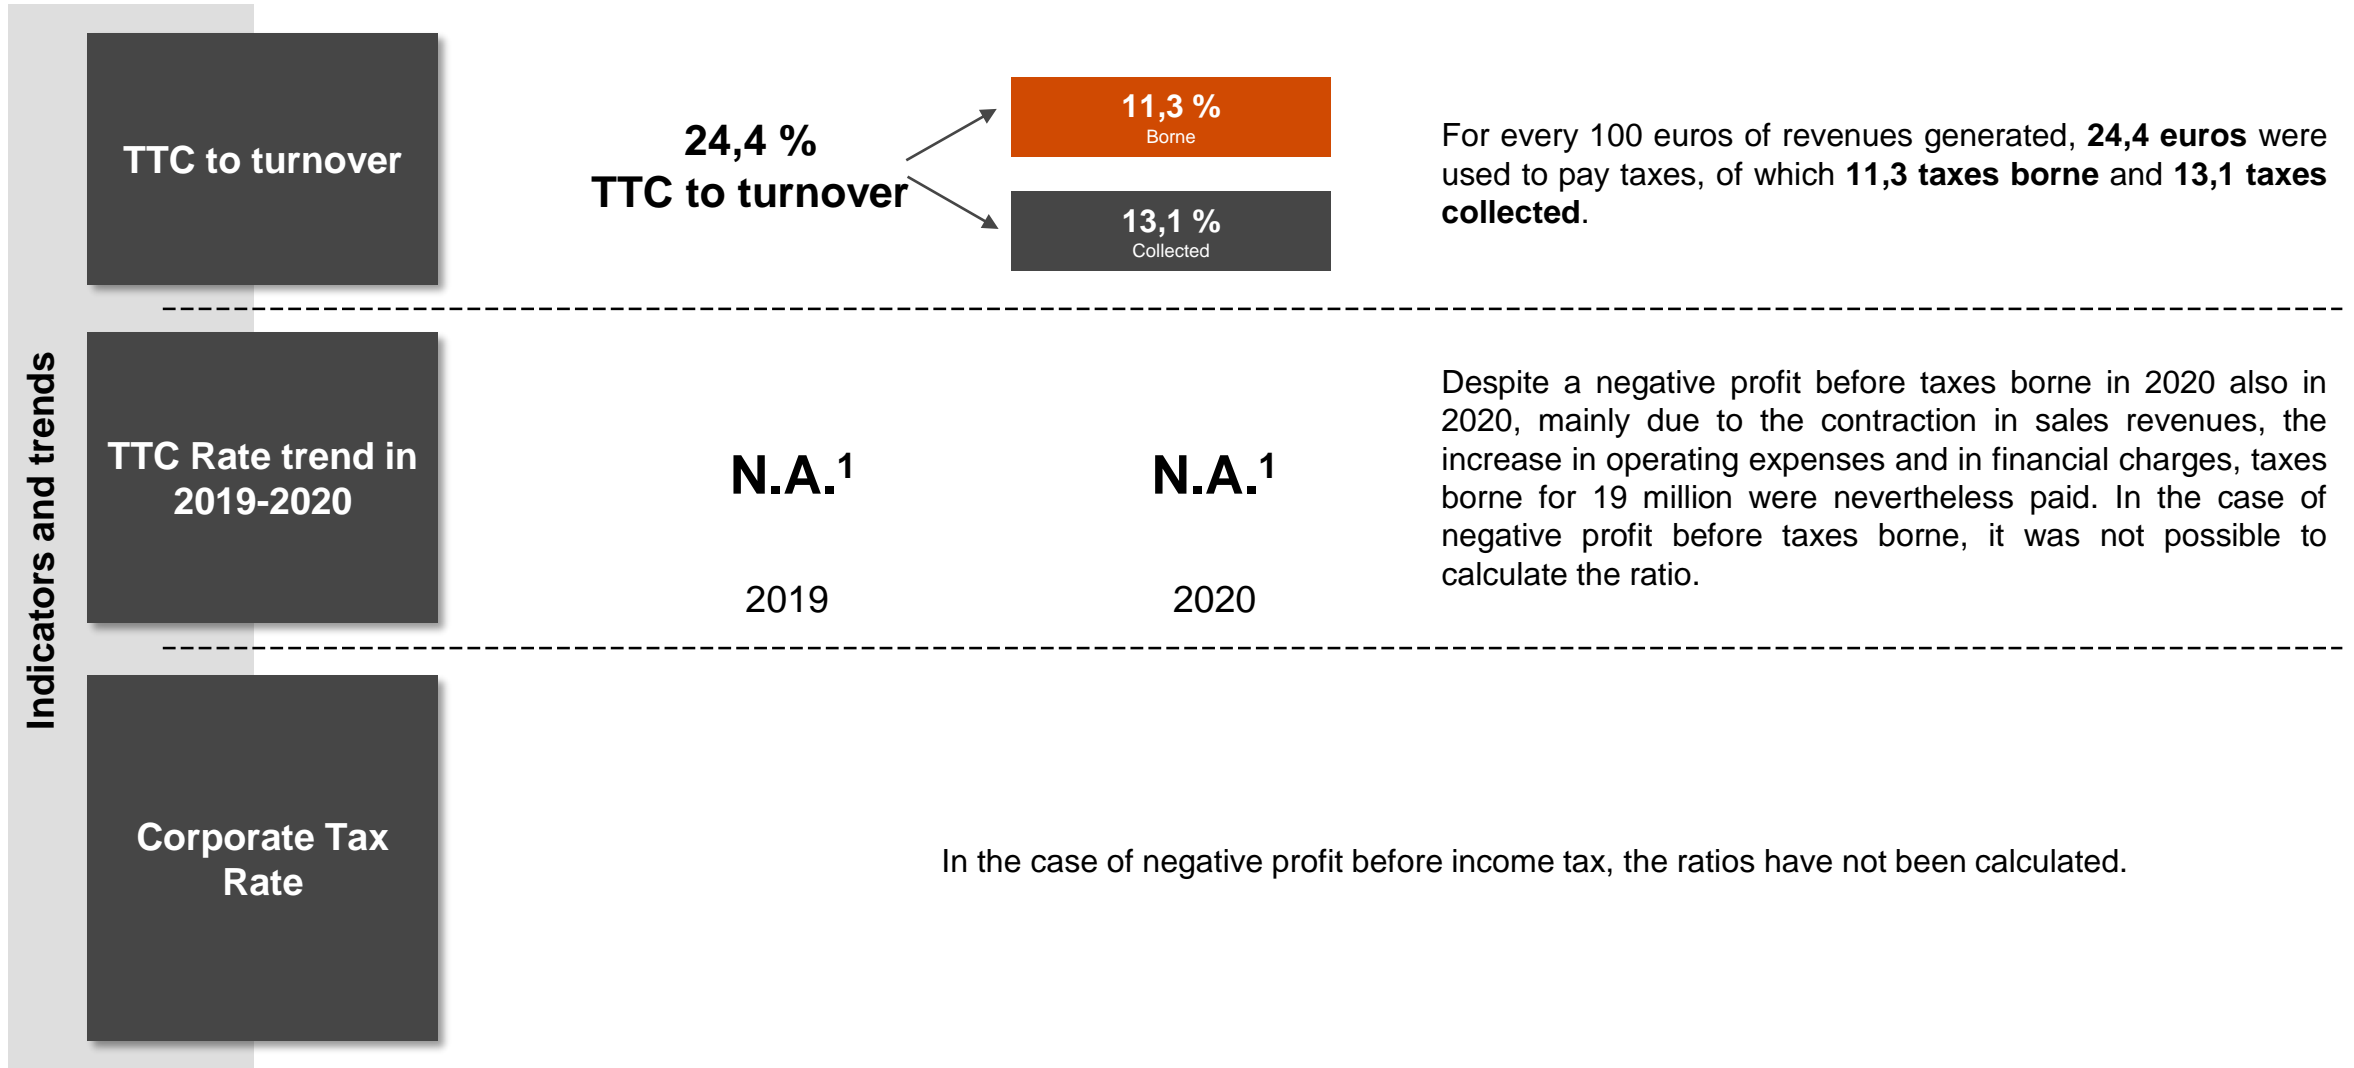 Indicators and trends
TTC to turnover
24,4 %
TTC to turnover
11,3 %
Borne
13,1 %
Collected
For every 100 euros of revenues generated, 24,4 euros were
used to pay taxes, of which 11,3 taxes borne and 13,1 taxes
collected.
TTC Rate trend in
2019-2020
N.A.¹
2019
N.A.¹
2020
Despite a negative profit before taxes borne in 2020 also in
2020, mainly due to the contraction in sales revenues, the
increase in operating expenses and in financial charges, taxes
borne for 19 million were nevertheless paid. In the case of
negative profit before taxes borne, it was not possible to
calculate the ratio.
Corporate Tax
Rate
In the case of negative profit before income tax, the ratios have not been calculated.